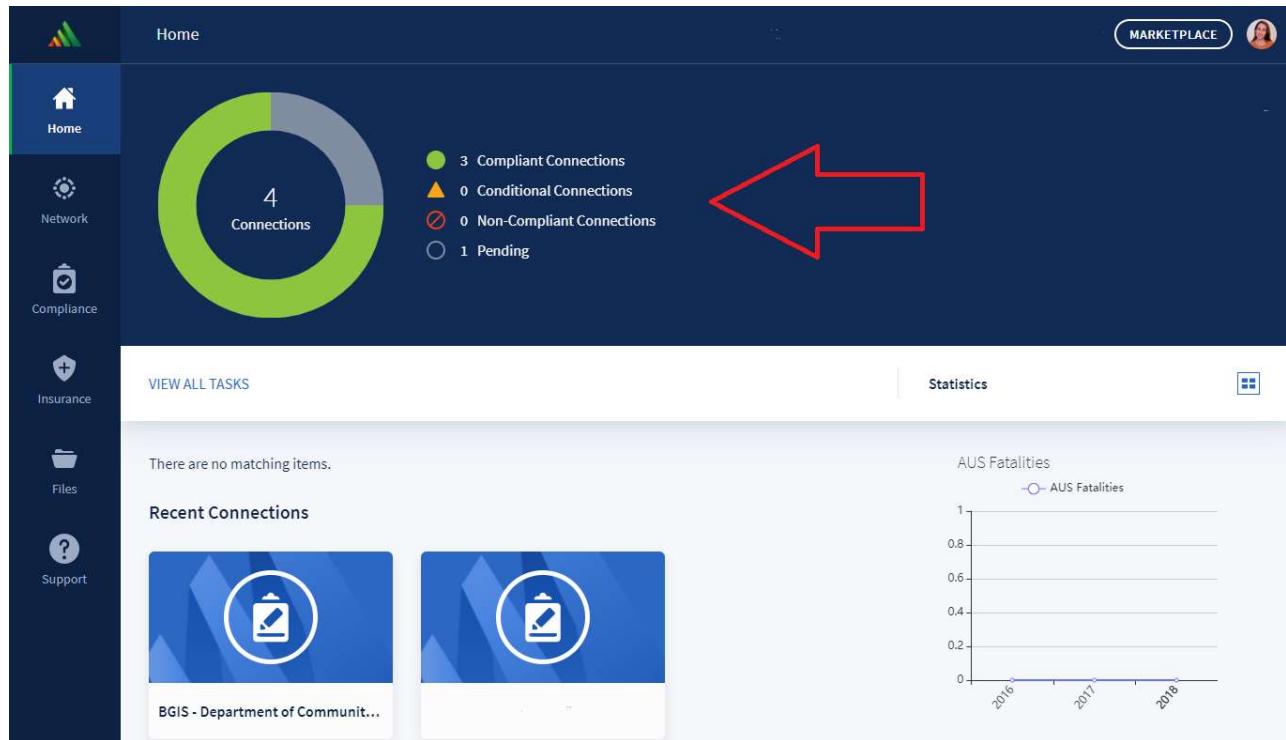 Home
MARKETPLACE
Home
Network
Compliance
Insurance
Files
Support
4
Connections
3 Compliant Connections
0 Conditional Connections
0 Non-Compliant Connections
1 Pending
VIEW ALL TASKS
Statistics
There are no matching items.
Recent Connections
BGIS - Department of Communit...
AUS Fatalities
AUS Fatalities
1
0.8
0.6
0.4
0.2
0
2016
2017
2018